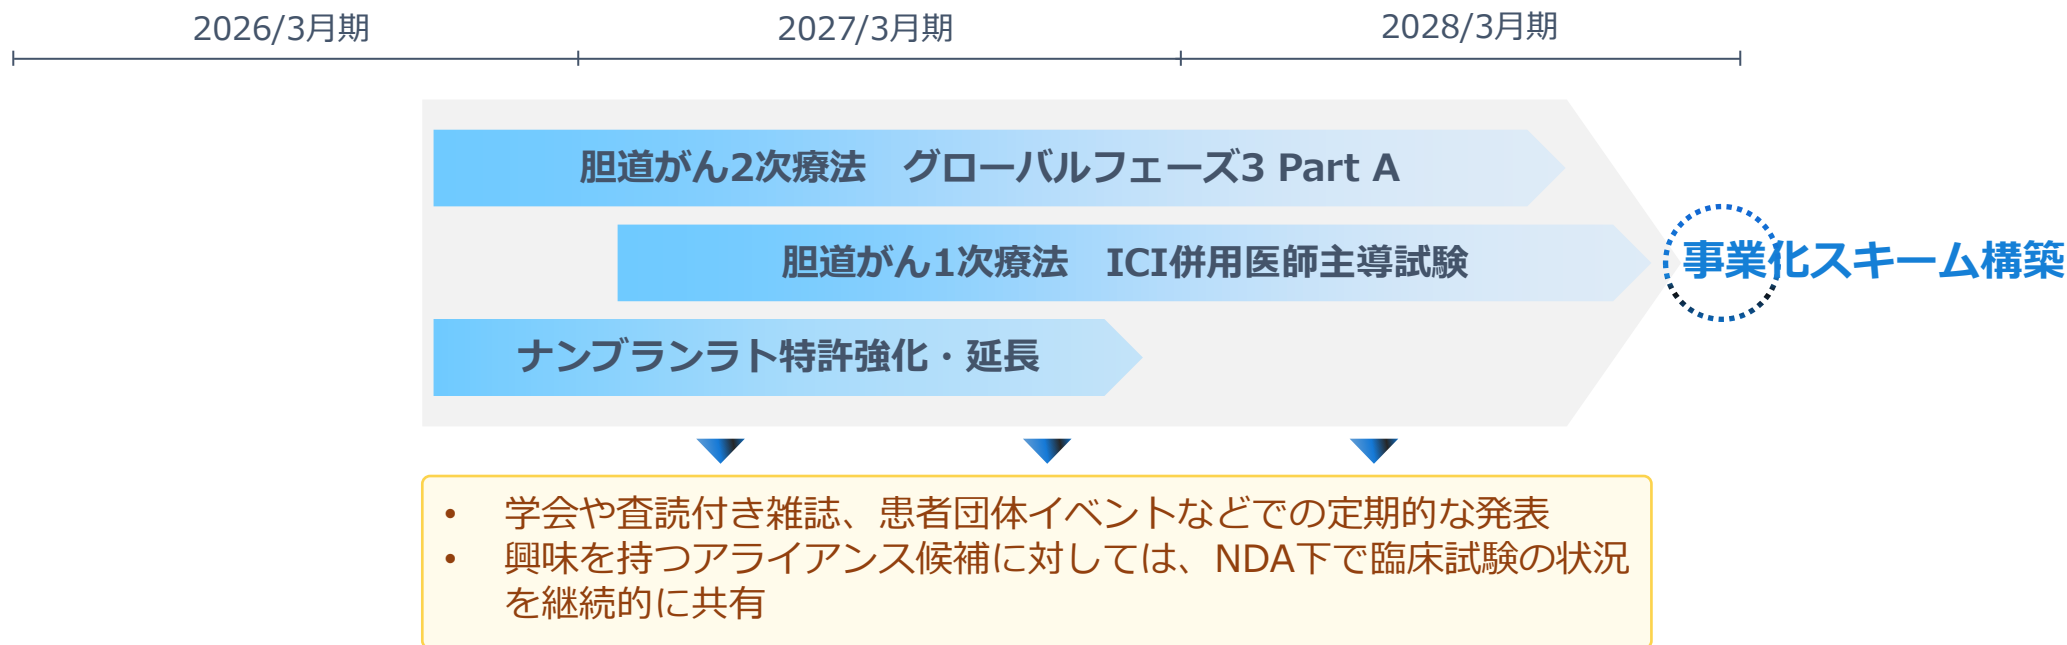 2026/3月期
2027/3月期
2028/3月期
胆道がん2次療法　グローバルフェーズ3 Part A
胆道がん1次療法　ICI併用医師主導試験
事業化スキーム構築
ナンブランラト特許強化・延長
• 学会や査読付き雑誌、患者団体イベントなどでの定期的な発表
• 興味を持つアライアンス候補に対しては、NDA下で臨床試験の状況
を継続的に共有